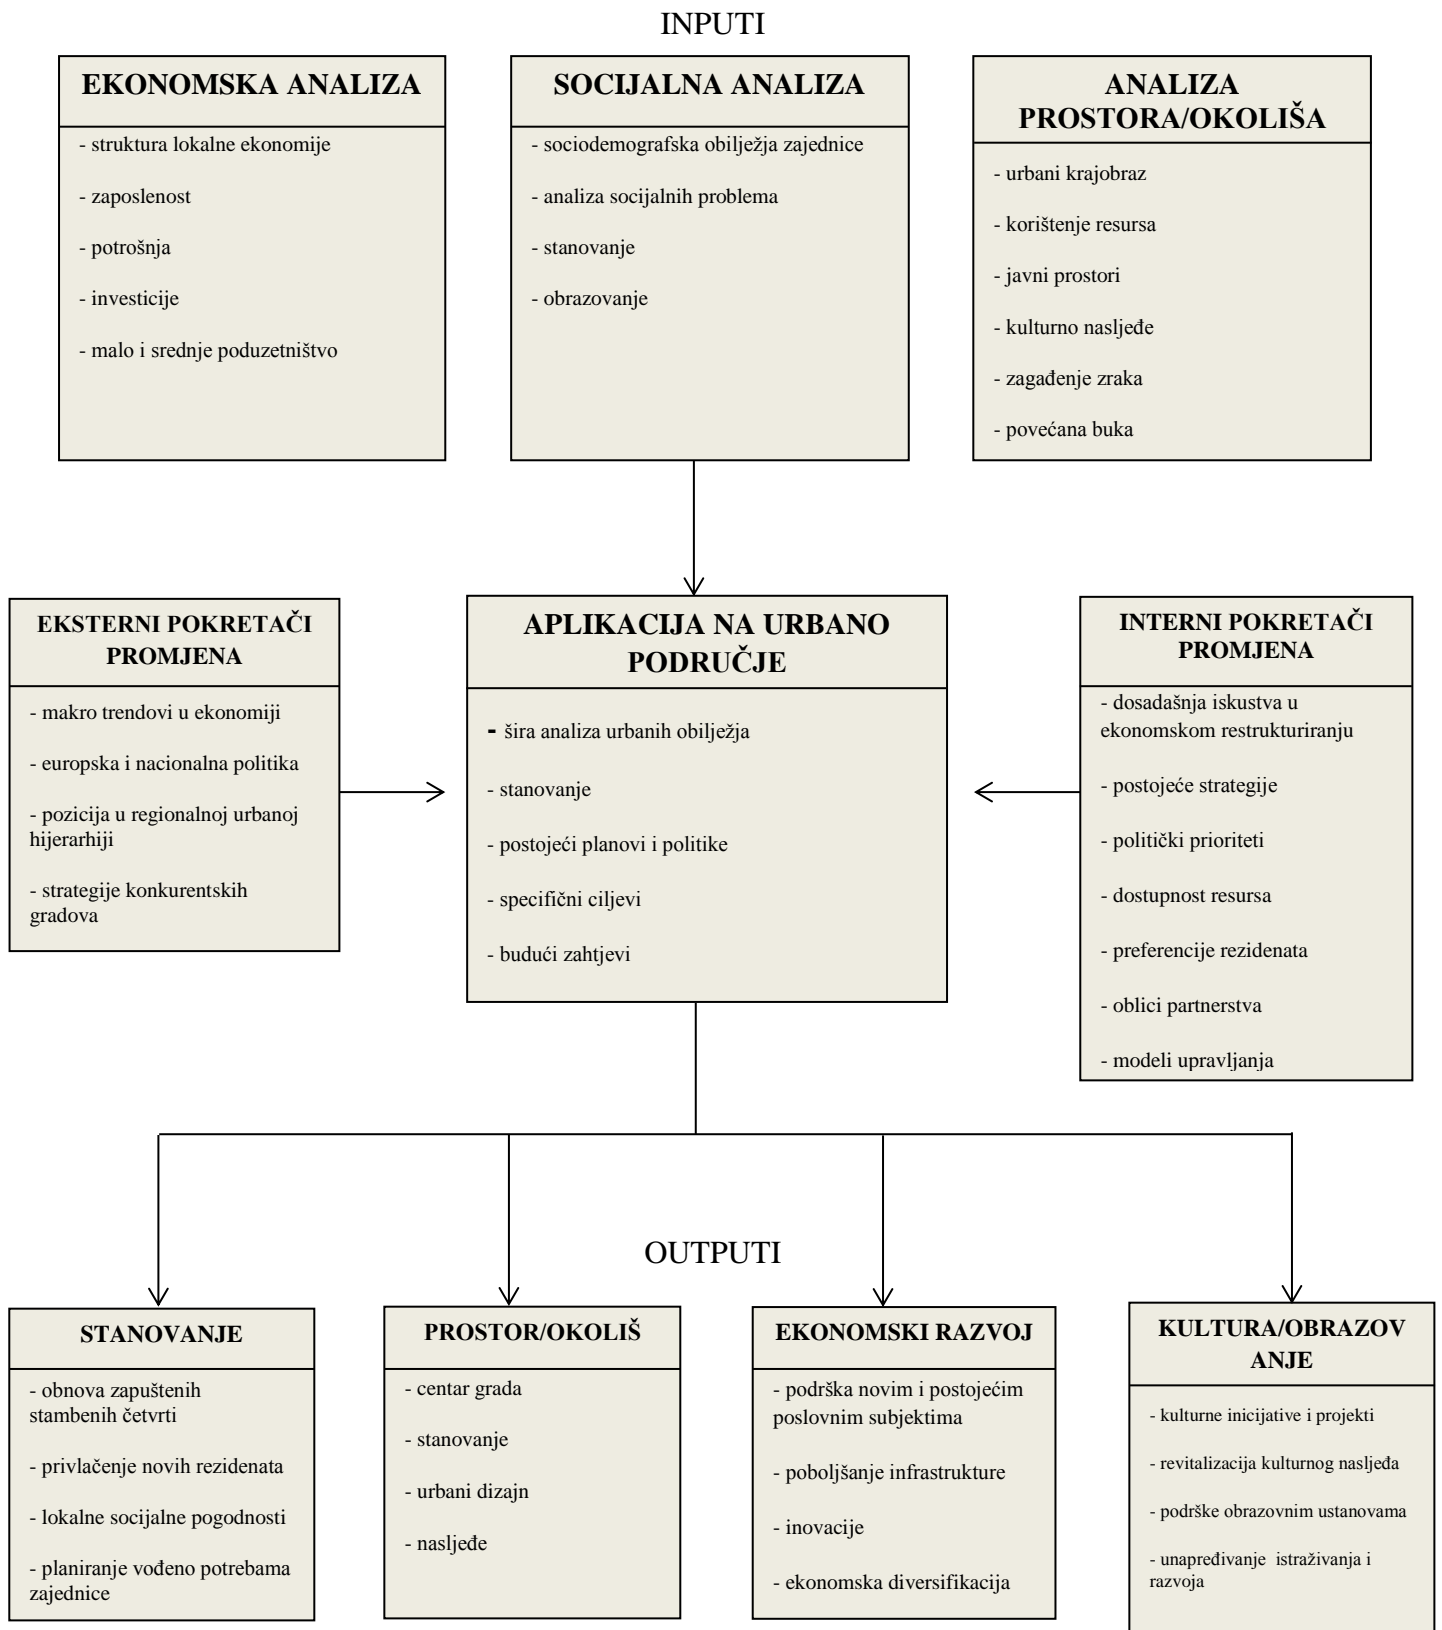 INPUTI
EKONOMSKA ANALIZA
- struktura lokalne ekonomije
- zaposlenost
- potrošnja
- investicije
- malo i srednje poduzetništvo
SOCIJALNA ANALIZA
- sociodemografska obilježja zajednice
- analiza socijalnih problema
- stanovanje
- obrazovanje
ANALIZA
PROSTORA/OKOLIŠA
- urbani krajobraz
- korištenje resursa
- javni prostori
- kulturno nasljeđe
- zagađenje zraka
- povećana buka
EKSTERNI POKRETAČI
PROMJENA
- makro trendovi u ekonomiji
- europska i nacionalna politika
- pozicija u regionalnoj urbanoj
hijerarhiji
- strategije konkurentskih
gradova
APLIKACIJA NA URBANO
PODRUČJE
- šira analiza urbanih obilježja
- stanovanje
- postojeći planovi i politike
- specifični ciljevi
- budući zahtjevi
INTERNI POKRETAČI
PROMJENA
- dosadašnja iskustva u
ekonomskom restrukturiranju
- postojeće strategije
- politički prioriteti
- dostupnost resursa
- preferencije rezidenata
- oblici partnerstva
- modeli upravljanja
OUTPUTI
STANOVANJE
- obnova zapuštenih
stambenih četvrti
- privlačenje novih rezidenata
- lokalne socijalne pogodnosti
- planiranje vođeno potrebama
zajednice
PROSTOR/OKOLIŠ
- centar grada
- stanovanje
- urbani dizajn
- nasljeđe
EKONOMSKI RAZVOJ
- podrška novim i postojećim
poslovnim subjektima
- poboljšanje infrastrukture
- inovacije
- ekonomska diversifikacija
KULTURA/OBRAZOV
ANJE
- kulturne inicijative i projekti
- revitalizacija kulturnog nasljeđa
- podrške obrazovnim ustanovama
- unapređivanje istraživanja i
razvoja